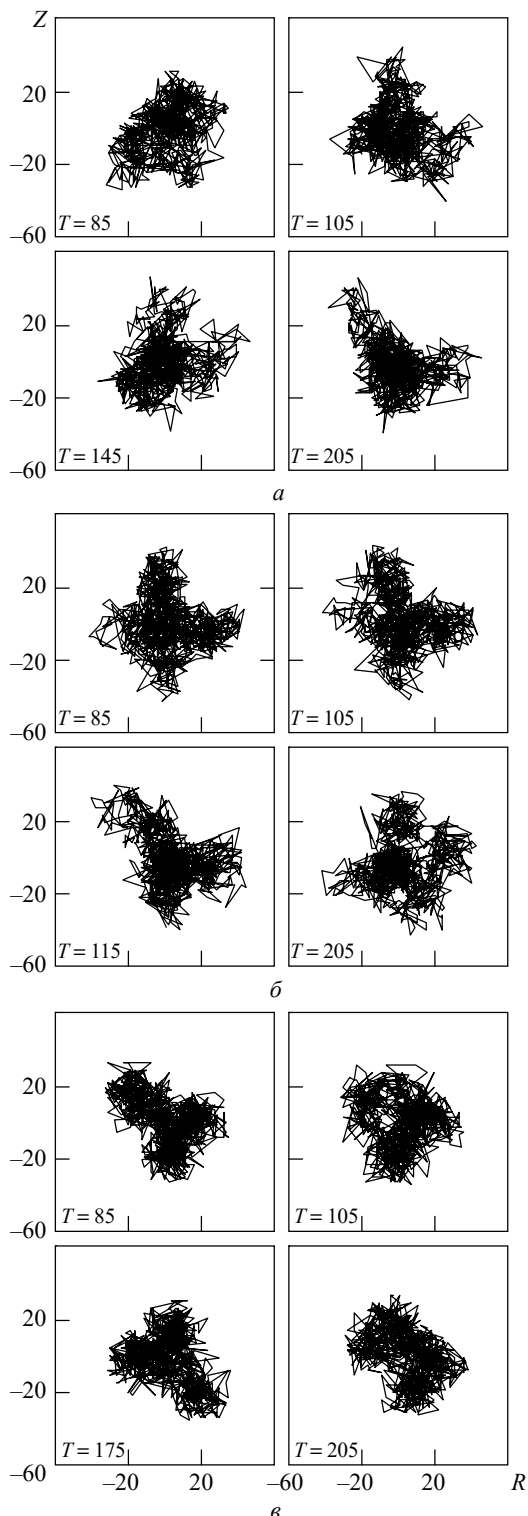 Z
20
–20
–60
T = 85
T = 105
20
–20
–60
T = 145
T = 205
а
20
–20
–60
T = 85
T = 105
20
–20
–60
T = 115
T = 205
б
20
–20
–60
T = 85
T = 105
20
–20
–60
T = 175
T = 205
–20 20 –60 –20 20 R
в